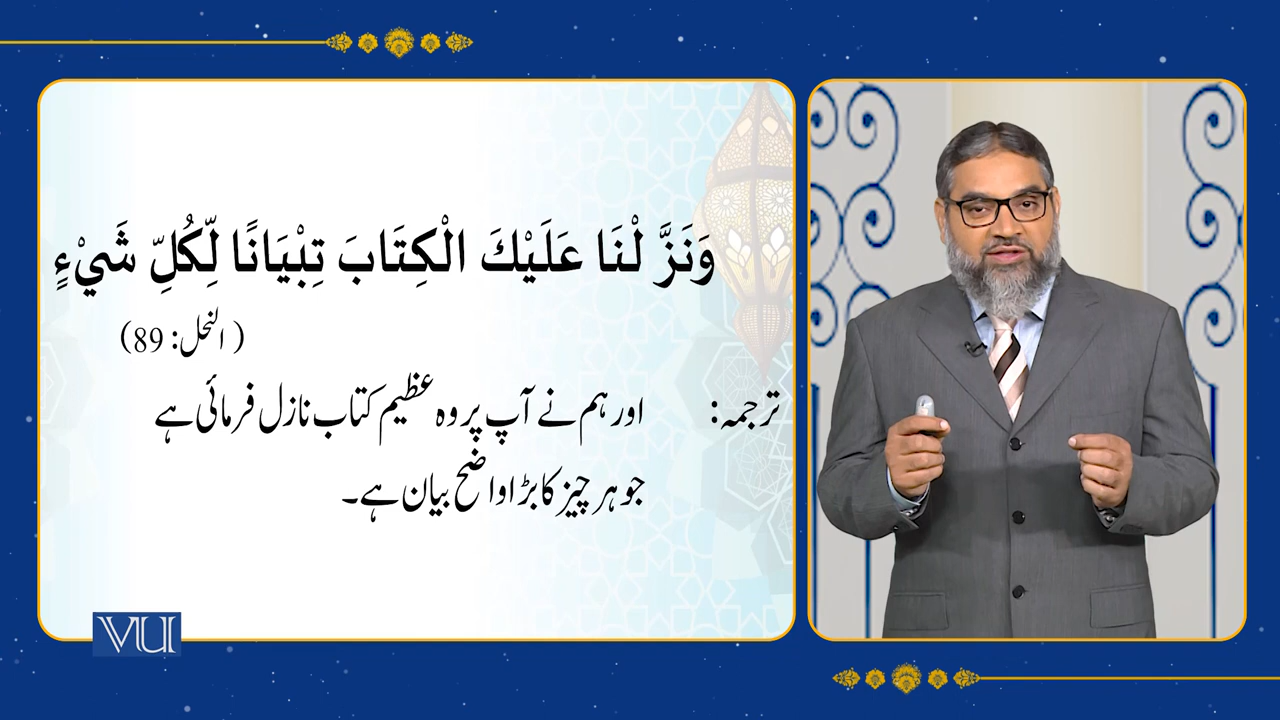 وَنَزَّ لْنَا عَلَيْكَ الْكِتَابَ تِبْيَانًا لِّكُلِّ شَيْءٍ
( النحل: 89)
ترجمہ: اور ہم نے آپ پر وہ عظیم کتاب نازل فرمائی ہے
جو ہر چیز کا بڑا واضح بیان ہے۔
VU